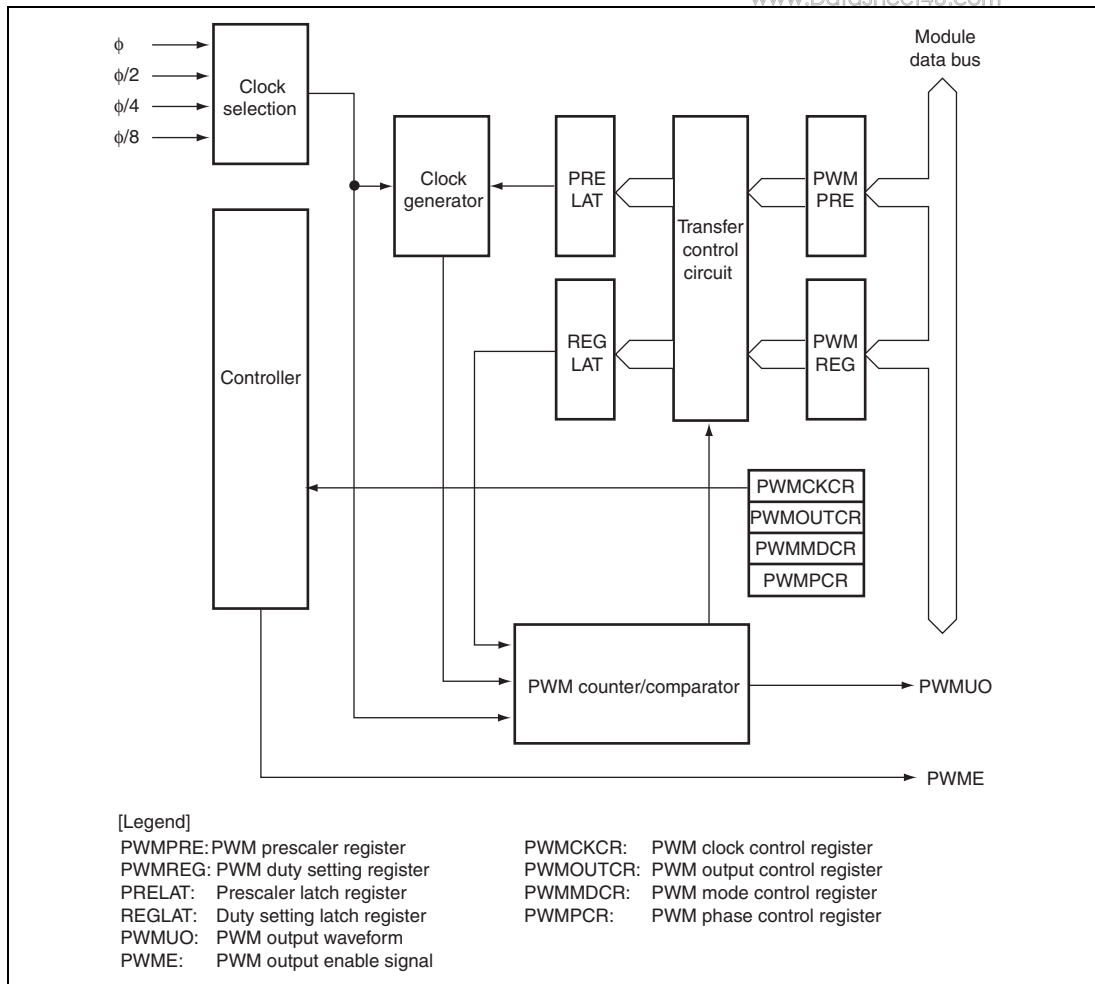 www.DataSheet4U.com
Module
data bus
ϕ
ϕ/2
ϕ/4
ϕ/8
Clock
selection
Clock
generator
PRE
LAT
Transfer
control
circuit
PWM
PRE
REG
LAT
PWM
REG
Controller
PWMCKCR
PWMOUTCR
PWMMDCR
PWMPCR
PWM counter/comparator
PWMUO
PWME
[Legend]
PWMPRE: PWM prescaler register
PWMREG: PWM duty setting register
PRELAT: Prescaler latch register
REGLAT: Duty setting latch register
PWMUO: PWM output waveform
PWME: PWM output enable signal
PWMCKCR: PWM clock control register
PWMOUTCR: PWM output control register
PWMMDCR: PWM mode control register
PWMPCR: PWM phase control register